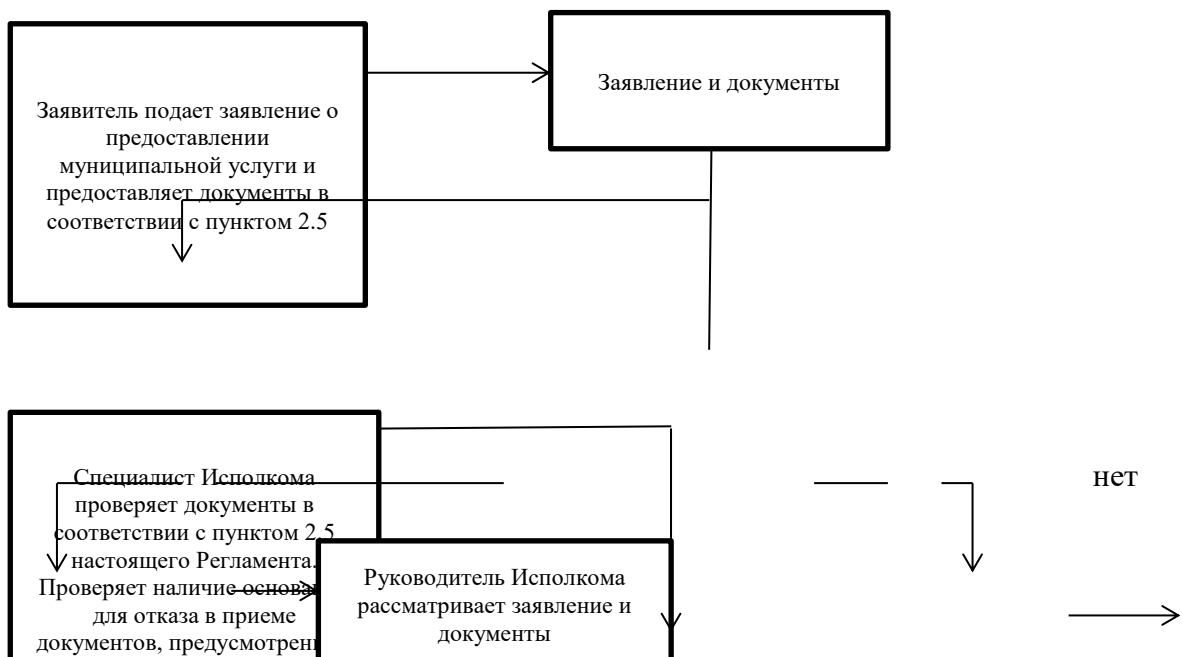 Заявитель подает заявление о
предоставлении
муниципальной услуги и
предоставляет документы в
соответствии с пунктом 2.5
Заявление и документы
Специалист Исполкома
проверяет документы в
соответствии с пунктом 2.5
настоящего Регламента.
Проверяет наличие
для отказа в приеме
документов,
Руководитель Исполкома
рассматривает заявление и
документы
нет